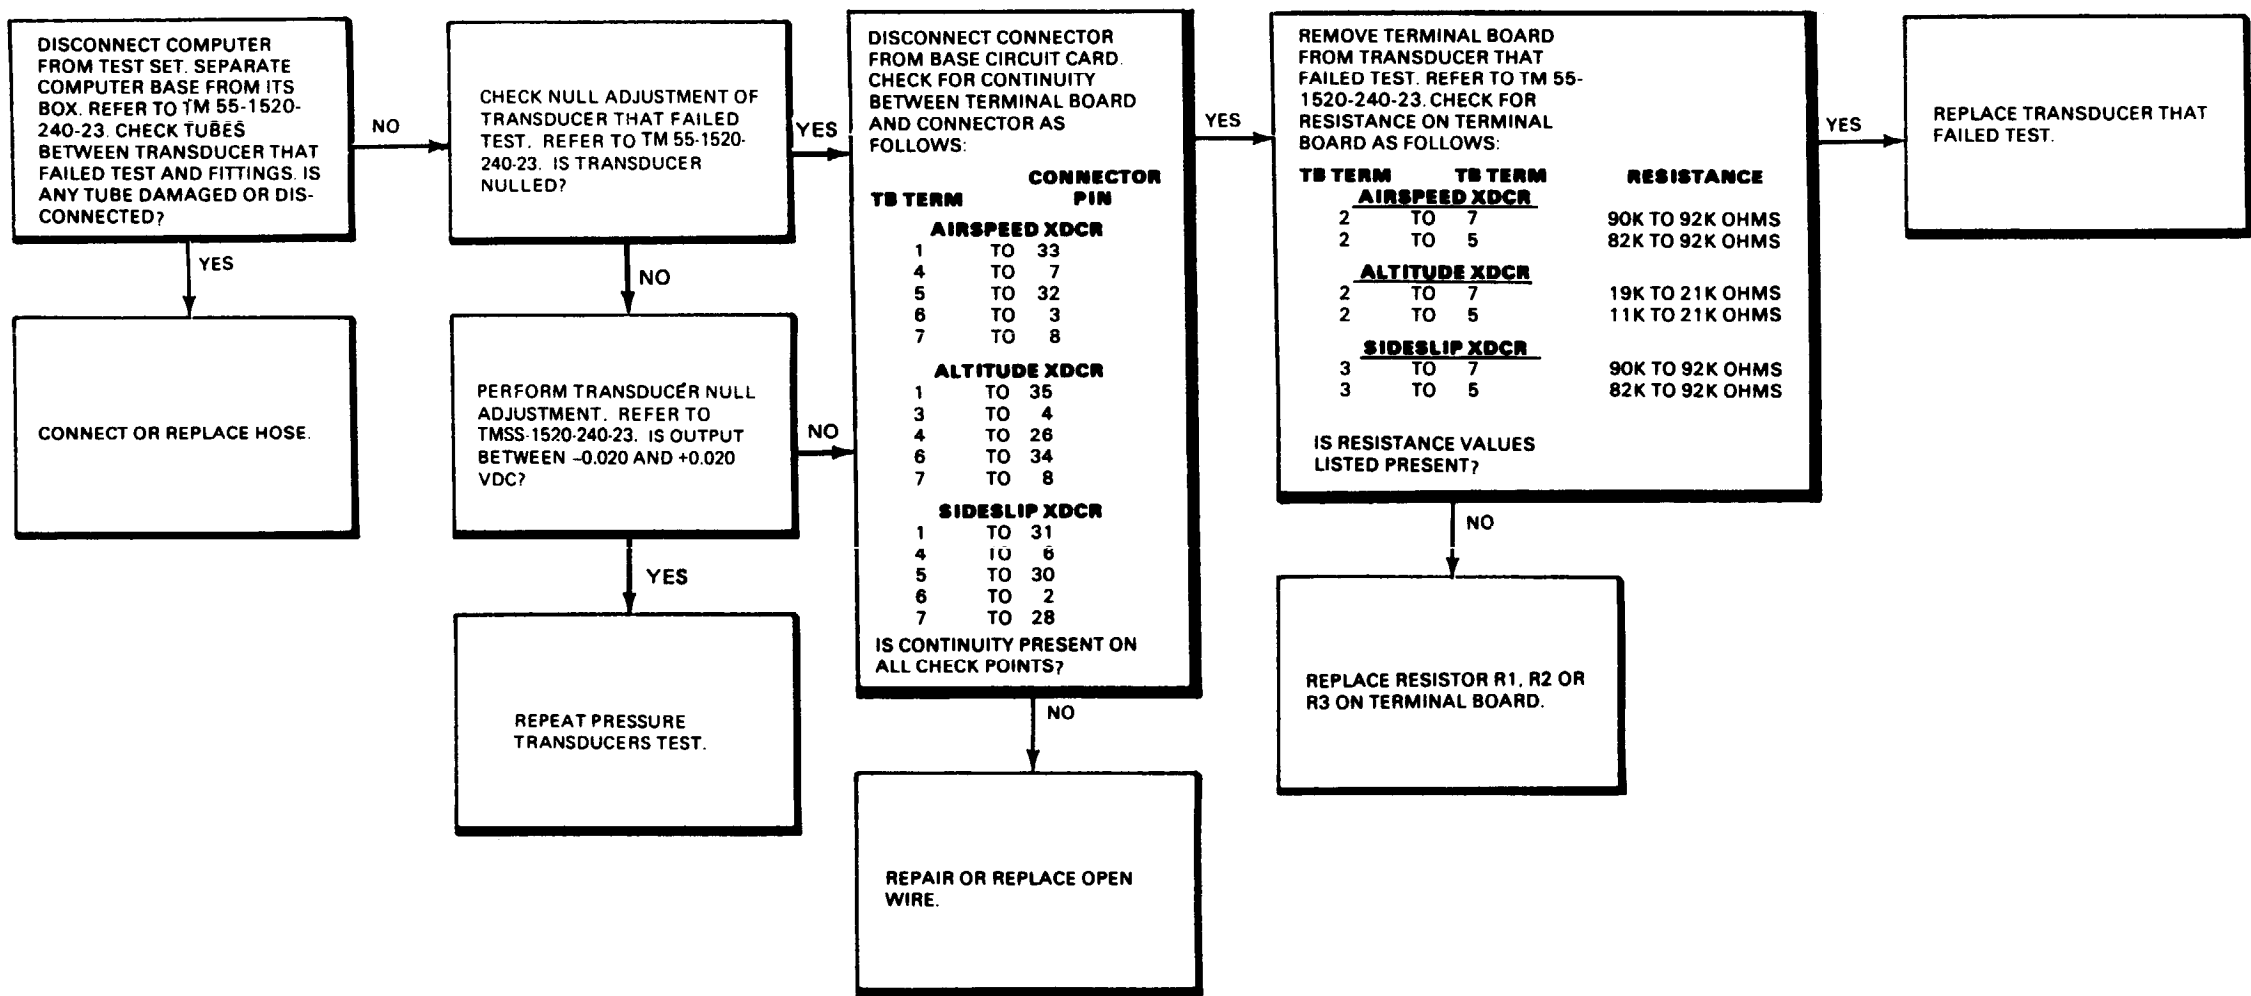 DISCONNECT COMPUTER
FROM TEST SET. SEPARATE
COMPUTER BASE FROM ITS
BOX. REFER TO TM 55-1520-
240-23. CHECK TUBES
BETWEEN TRANSDUCER THAT
FAILED TEST AND FITTINGS. IS
ANY TUBE DAMAGED OR DIS-
CONNECTED?
NO
YES
CONNECT OR REPLACE HOSE.
CHECK NULL ADJUSTMENT OF
TRANSDUCER THAT FAILED
TEST. REFER TO TM 55-1520-
240-23. IS TRANSDUCER
NULLED?
YES
NO
PERFORM TRANSDUCER NULL
ADJUSTMENT. REFER TO
TMSS-1520-240-23. IS OUTPUT
BETWEEN –0.020 AND +0.020
VDC?
NO
YES
REPEAT PRESSURE
TRANSDUCERS TEST.
DISCONNECT CONNECTOR
FROM BASE CIRCUIT CARD.
CHECK FOR CONTINUITY
BETWEEN TERMINAL BOARD
AND CONNECTOR AS
FOLLOWS:
CONNECTOR
TB TERM PIN
AIRSPEED XDCR
1 TO 33
4 TO 7
5 TO 32
6 TO 3
7 TO 8
ALTITUDE XDCR
1 TO 35
3 TO 4
4 TO 26
6 TO 34
7 TO 8
SIDESLIP XDCR
1 TO 31
4 TO 6
5 TO 30
6 TO 2
7 TO 28
IS CONTINUITY PRESENT ON
ALL CHECK POINTS?
YES
NO
REPAIR OR REPLACE OPEN
WIRE.
REMOVE TERMINAL BOARD
FROM TRANSDUCER THAT
FAILED TEST. REFER TO TM 55-
1520-240-23. CHECK FOR
RESISTANCE ON TERMINAL
BOARD AS FOLLOWS:
TB TERM TB TERM RESISTANCE
AIRSPEED XDCR
2 TO 7 90K TO 92K OHMS
2 TO 5 82K TO 92K OHMS
ALTITUDE XDCR
2 TO 7 19K TO 21K OHMS
2 TO 5 11K TO 21K OHMS
SIDESLIP XDCR
3 TO 7 90K TO 92K OHMS
3 TO 5 82K TO 92K OHMS
IS RESISTANCE VALUES
LISTED PRESENT?
YES
NO
REPLACE RESISTOR R1, R2 OR
R3 ON TERMINAL BOARD.
REPLACE TRANSDUCER THAT
FAILED TEST.